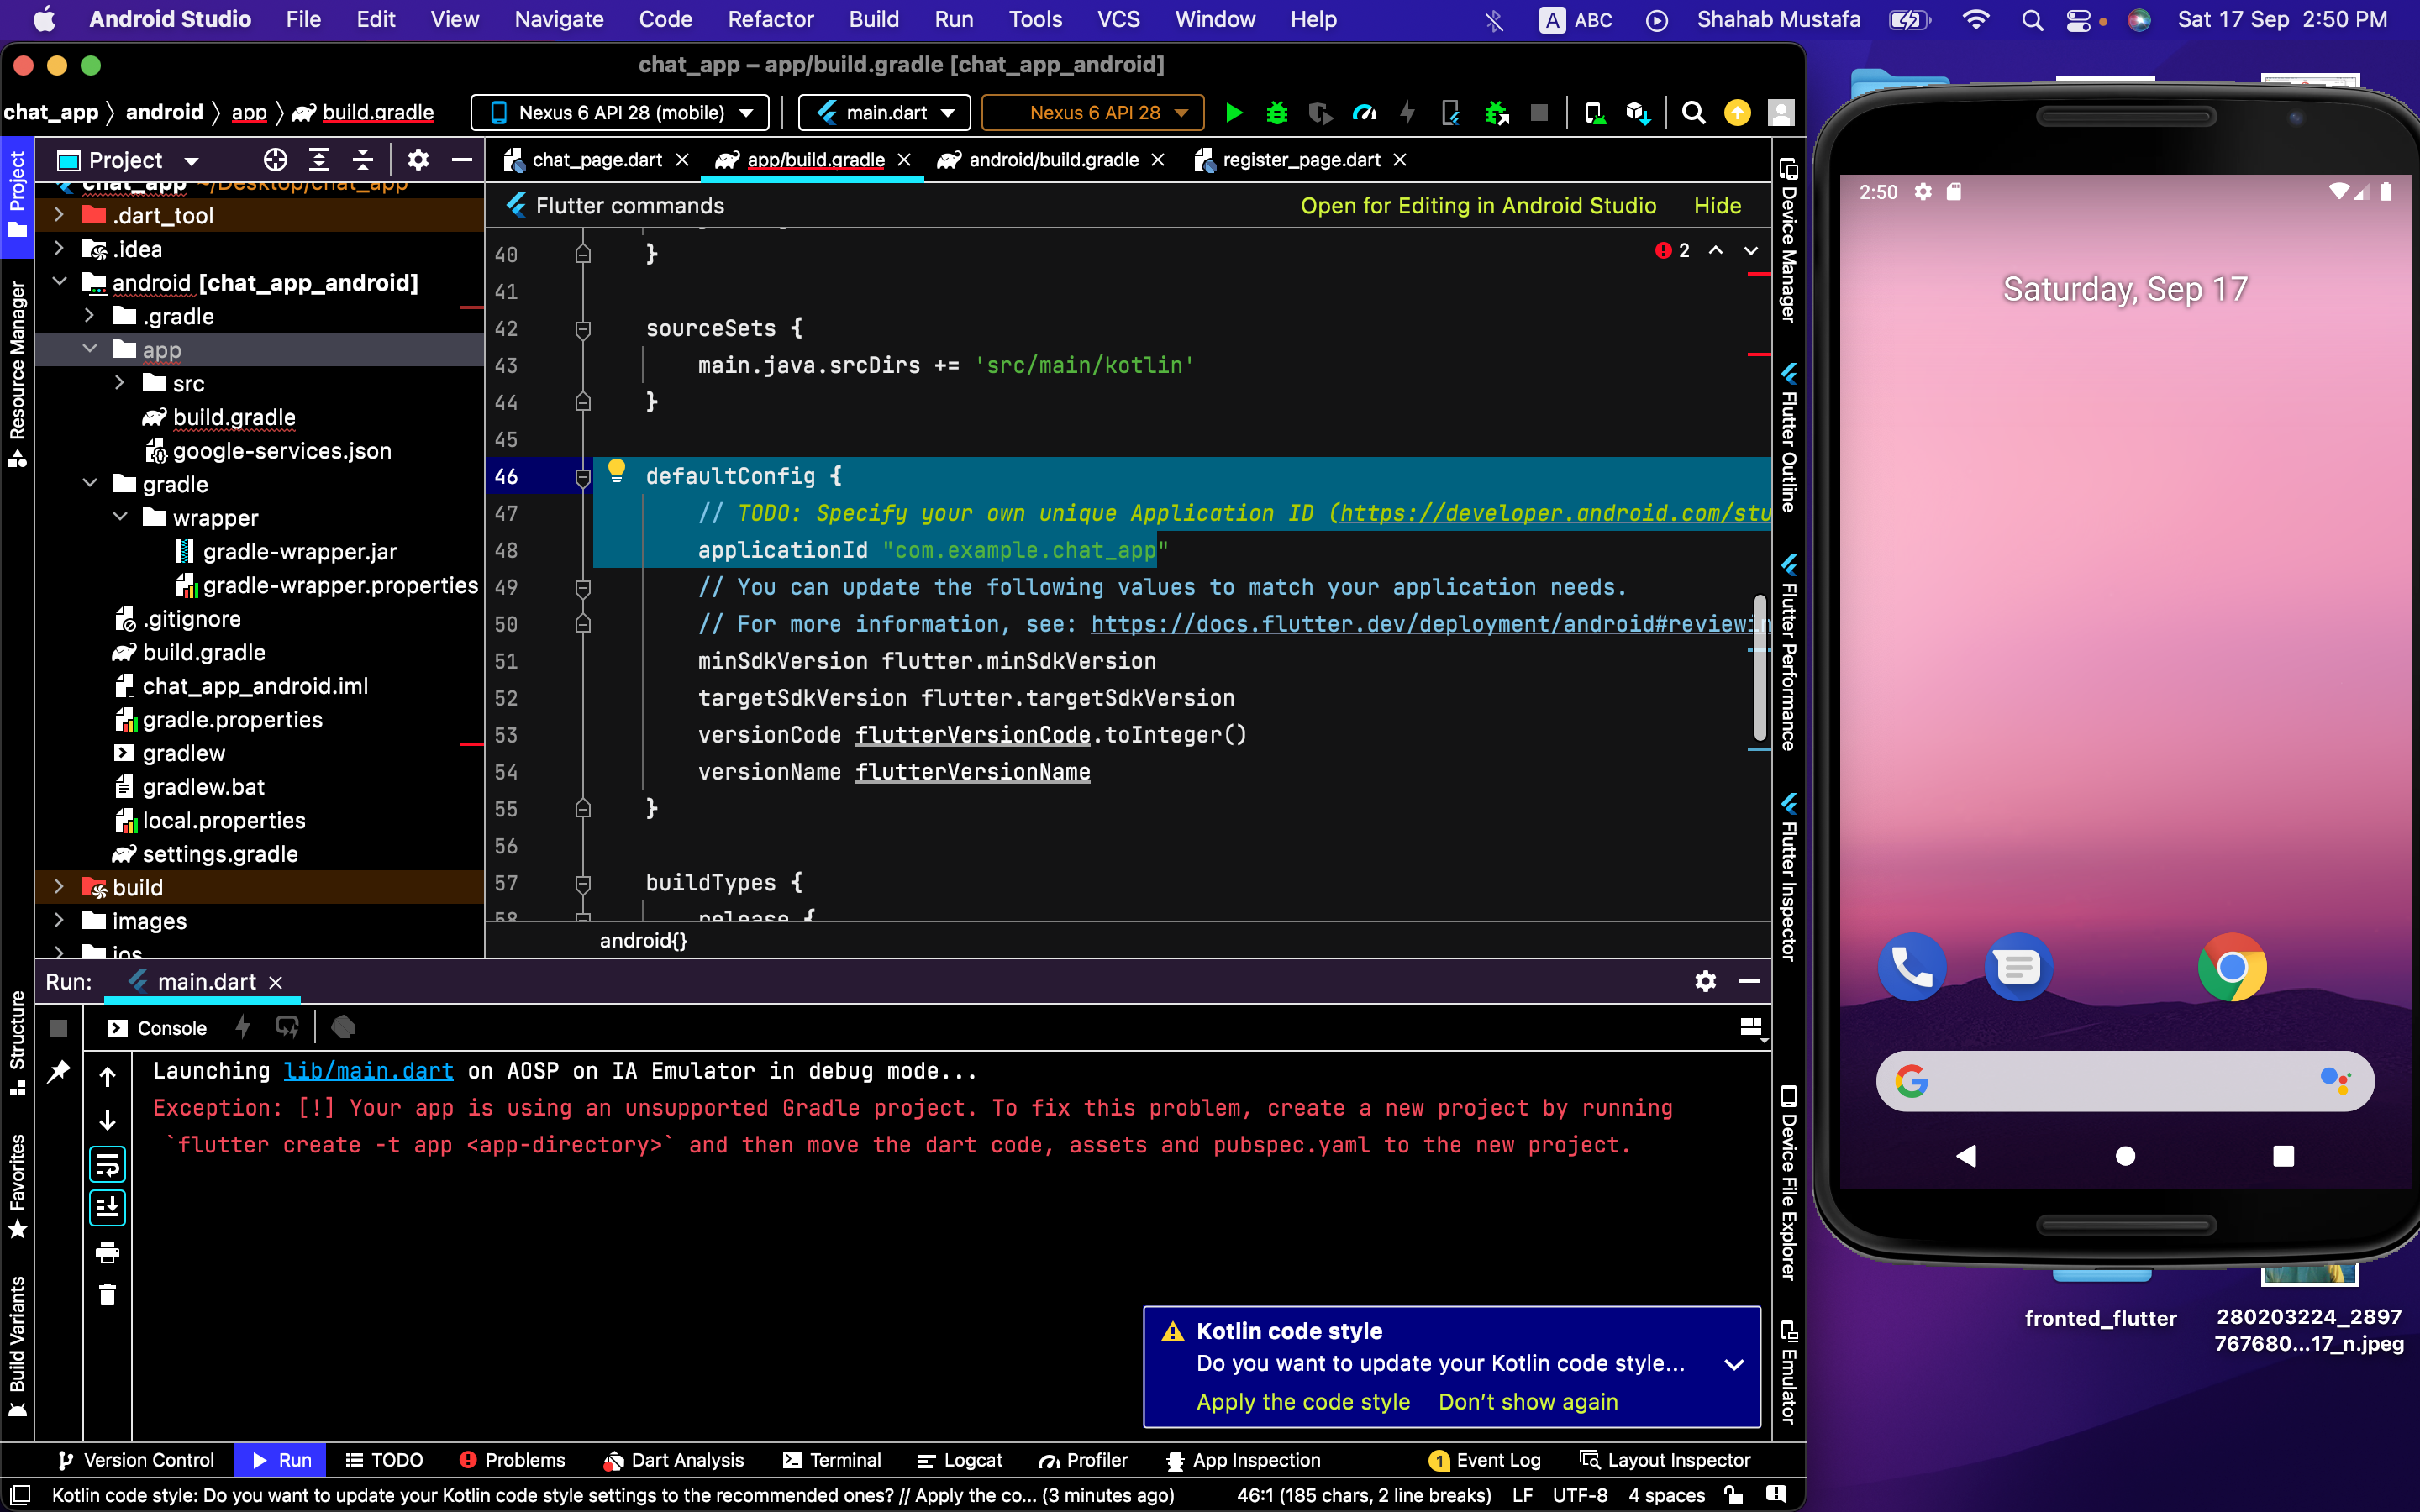 Android Studio File Edit View Navigate Code Refactor Build Run Tools VCS Window Help A ABC Shahab Mustafa Sat 17 Sep 2:50 PM
chat_app – app/build.gradle [chat_app_android]
chat_app 〉 android 〉 app 〉 build.gradle Nexus 6 API 28 (mobile) main.dart Nexus 6 API 28
Project
chat_page.dart app/build.gradle android/build.gradle register_page.dart
Flutter commands Open for Editing in Android Studio Hide
chat_app ~/Desktop/chat_app
.dart_tool
.idea
android [chat_app_android]
.gradle
app
src
build.gradle
google-services.json
gradle
wrapper
gradle-wrapper.jar
gradle-wrapper.properties
.gitignore
build.gradle
chat_app_android.iml
gradle.properties
gradlew
gradlew.bat
local.properties
settings.gradle
build
images
ios
2
40 }
41
42 sourceSets {
43 main.java.srcDirs += 'src/main/kotlin'
44 }
45
46 defaultConfig {
47 // TODO: Specify your own unique Application ID (https://developer.android.com/stu
48 applicationId "com.example.chat_app"
49 // You can update the following values to match your application needs.
50 // For more information, see: https://docs.flutter.dev/deployment/android#reviewin
51 minSdkVersion flutter.minSdkVersion
52 targetSdkVersion flutter.targetSdkVersion
53 versionCode flutterVersionCode.toInteger()
54 versionName flutterVersionName
55 }
56
57 buildTypes {
58 release {
android{}
Project
Resource Manager
Structure
Favorites
Build Variants
Device Manager
Flutter Outline
Flutter Performance
Flutter Inspector
Device File Explorer
Emulator
Run: main.dart
Console
Launching lib/main.dart on AOSP on IA Emulator in debug mode...
Exception: [!] Your app is using an unsupported Gradle project. To fix this problem, create a new project by running
`flutter create -t app <app-directory>` and then move the dart code, assets and pubspec.yaml to the new project.
Kotlin code style
Do you want to update your Kotlin code style...
Apply the code style Don't show again
Version Control Run TODO Problems Dart Analysis Terminal Logcat Profiler App Inspection 1 Event Log Layout Inspector
Kotlin code style: Do you want to update your Kotlin code style settings to the recommended ones? // Apply the co... (3 minutes ago) 46:1 (185 chars, 2 line breaks) LF UTF-8 4 spaces
2:50
Saturday, Sep 17
G
fronted_flutter
280203224_2897
767680...17_n.jpeg